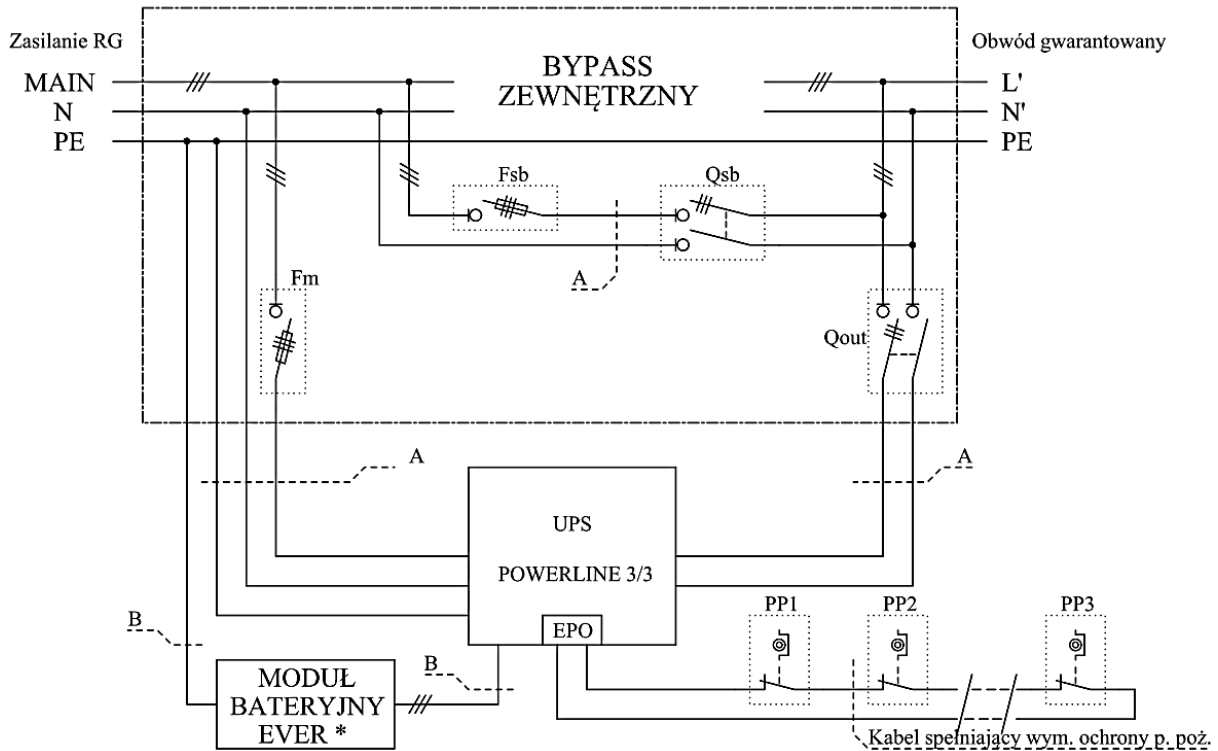 Zasilanie RG
Obwód gwarantowany
MAIN
BYPASS
ZEWNĘTRZNY
L'
N
N'
PE
PE
Fsb
Qsb
A
Fm
Qout
A
A
UPS
POWERLINE 3/3
EPO
PP1
PP2
PP3
B
B
MODUŁ
BATERYJNY
EVER *
Kabel spełniający wym. ochrony p. poż.